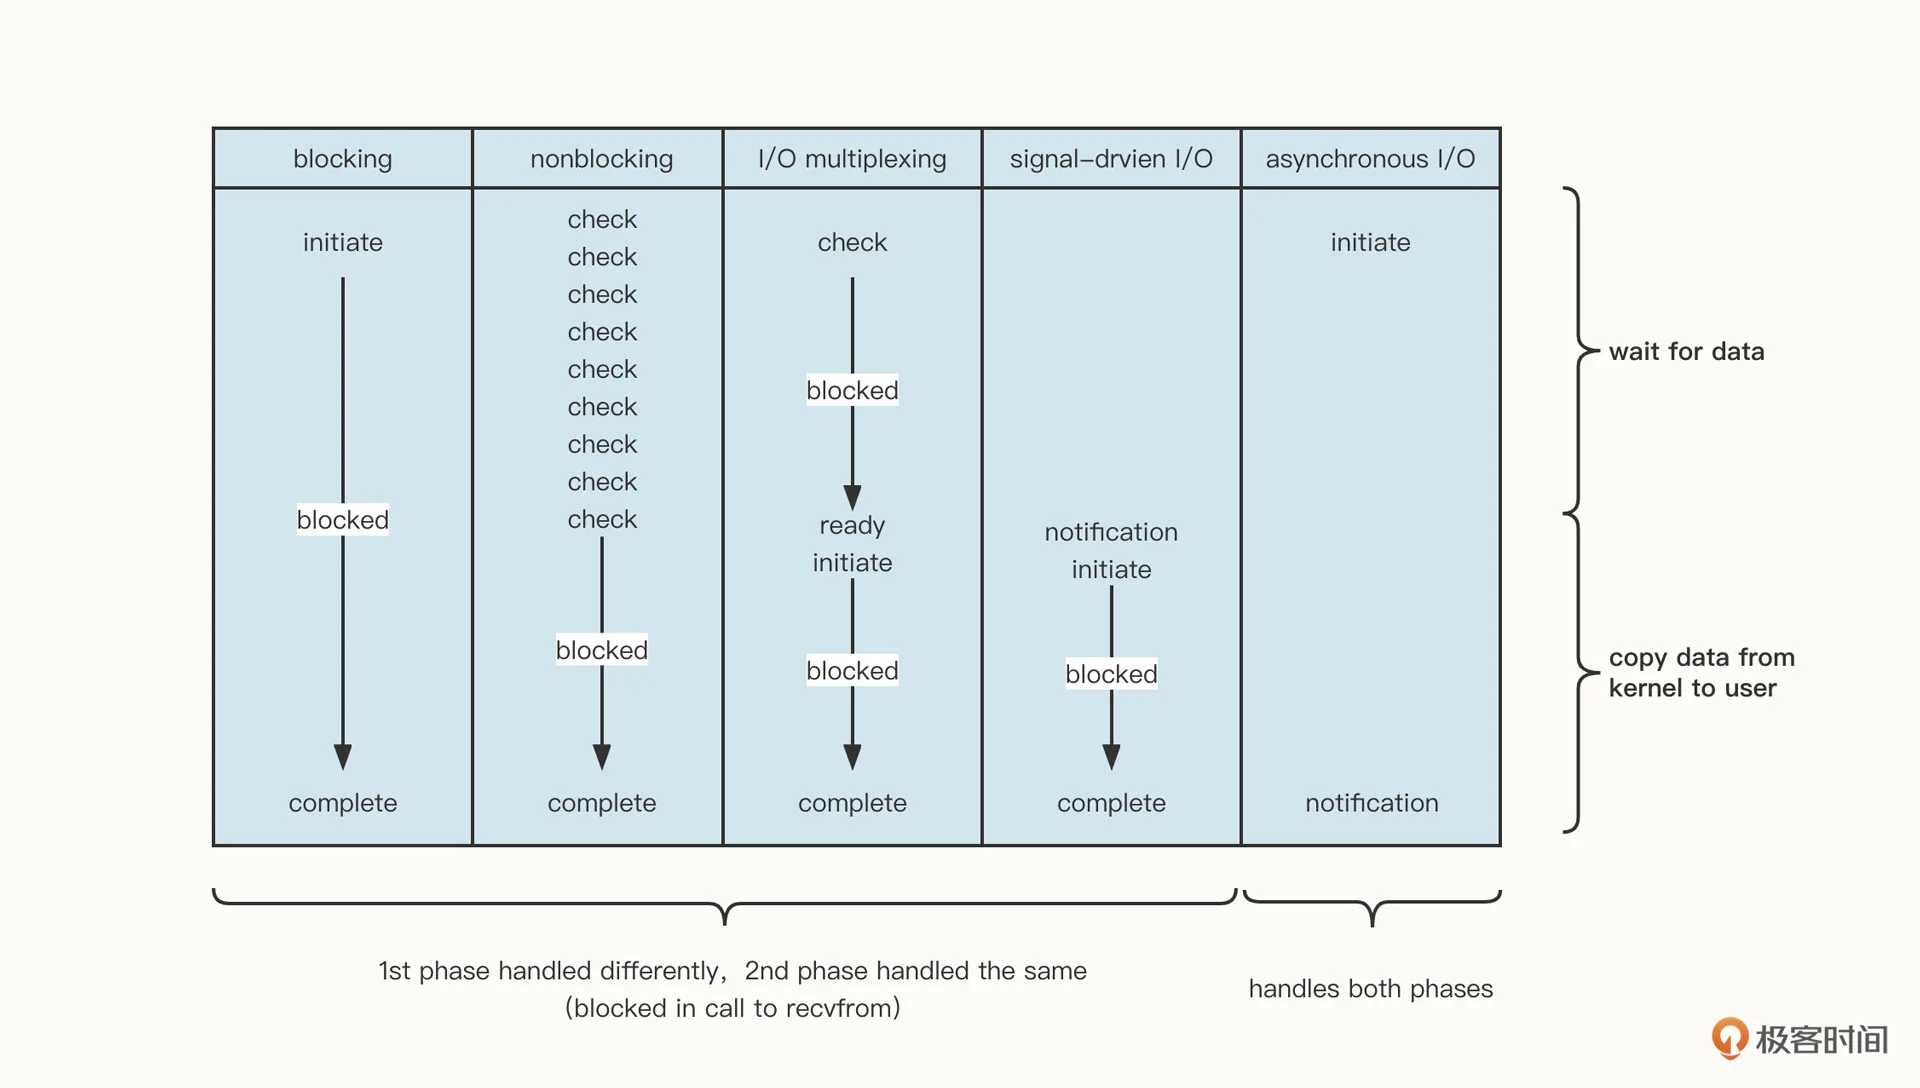 blocking
nonblocking
I/O multiplexing
signal-drvien I/O
asynchronous I/O
initiate
blocked
complete
check
check
check
check
check
check
check
check
check
blocked
complete
check
blocked
ready
initiate
blocked
complete
notification
initiate
blocked
complete
initiate
notification
wait for data
copy data from
kernel to user
1st phase handled differently，2nd phase handled the same
（blocked in call to recvfrom）
handles both phases
极客时间